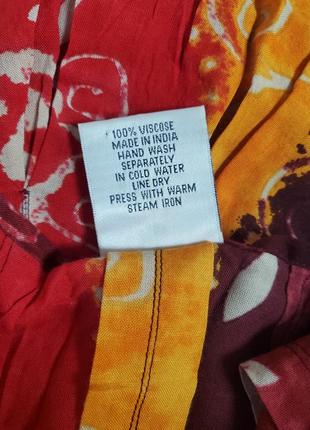 100% VISCOSE
MADE IN INDIA
HAND WASH
SEPARATELY
IN COLD WATER
LINE DRY
PRESS WITH WARM
STEAM IRON